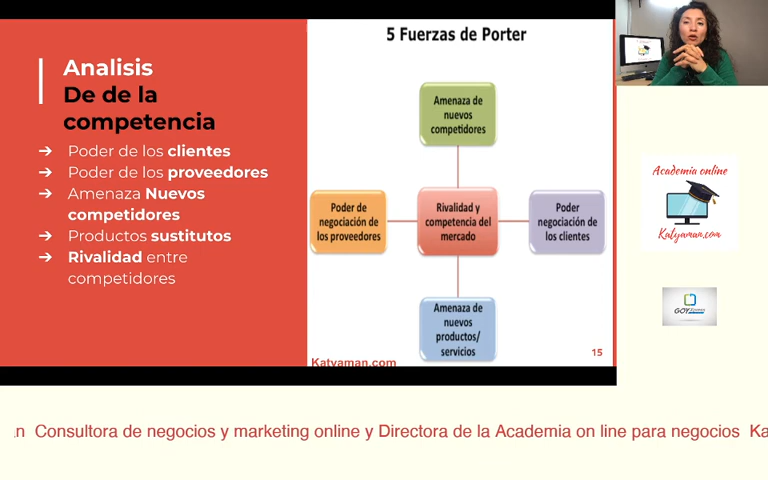 Analisis
De de la
competencia
➔ Poder de los clientes
➔ Poder de los proveedores
➔ Amenaza Nuevos
competidores
➔ Productos sustitutos
➔ Rivalidad entre
competidores
5 Fuerzas de Porter
Amenaza de
nuevos
competidores
Poder de
negociación de
los proveedores
Rivalidad y
competencia del
mercado
Poder
negociación de
los clientes
Amenaza de
nuevos
productos/
servicios
Katyaman.com
15
Academia online
Katyaman.com
n Consultora de negocios y marketing online y Directora de la Academia on line para negocios Ka